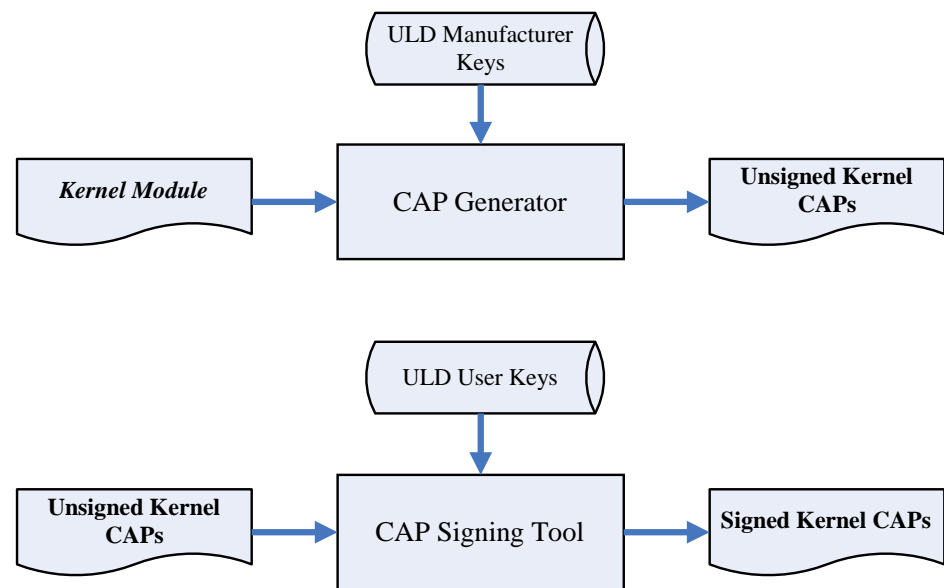 ULD Manufacturer
Keys
Kernel Module
CAP Generator
Unsigned Kernel
CAPs
ULD User Keys
Unsigned Kernel
CAPs
CAP Signing Tool
Signed Kernel CAPs